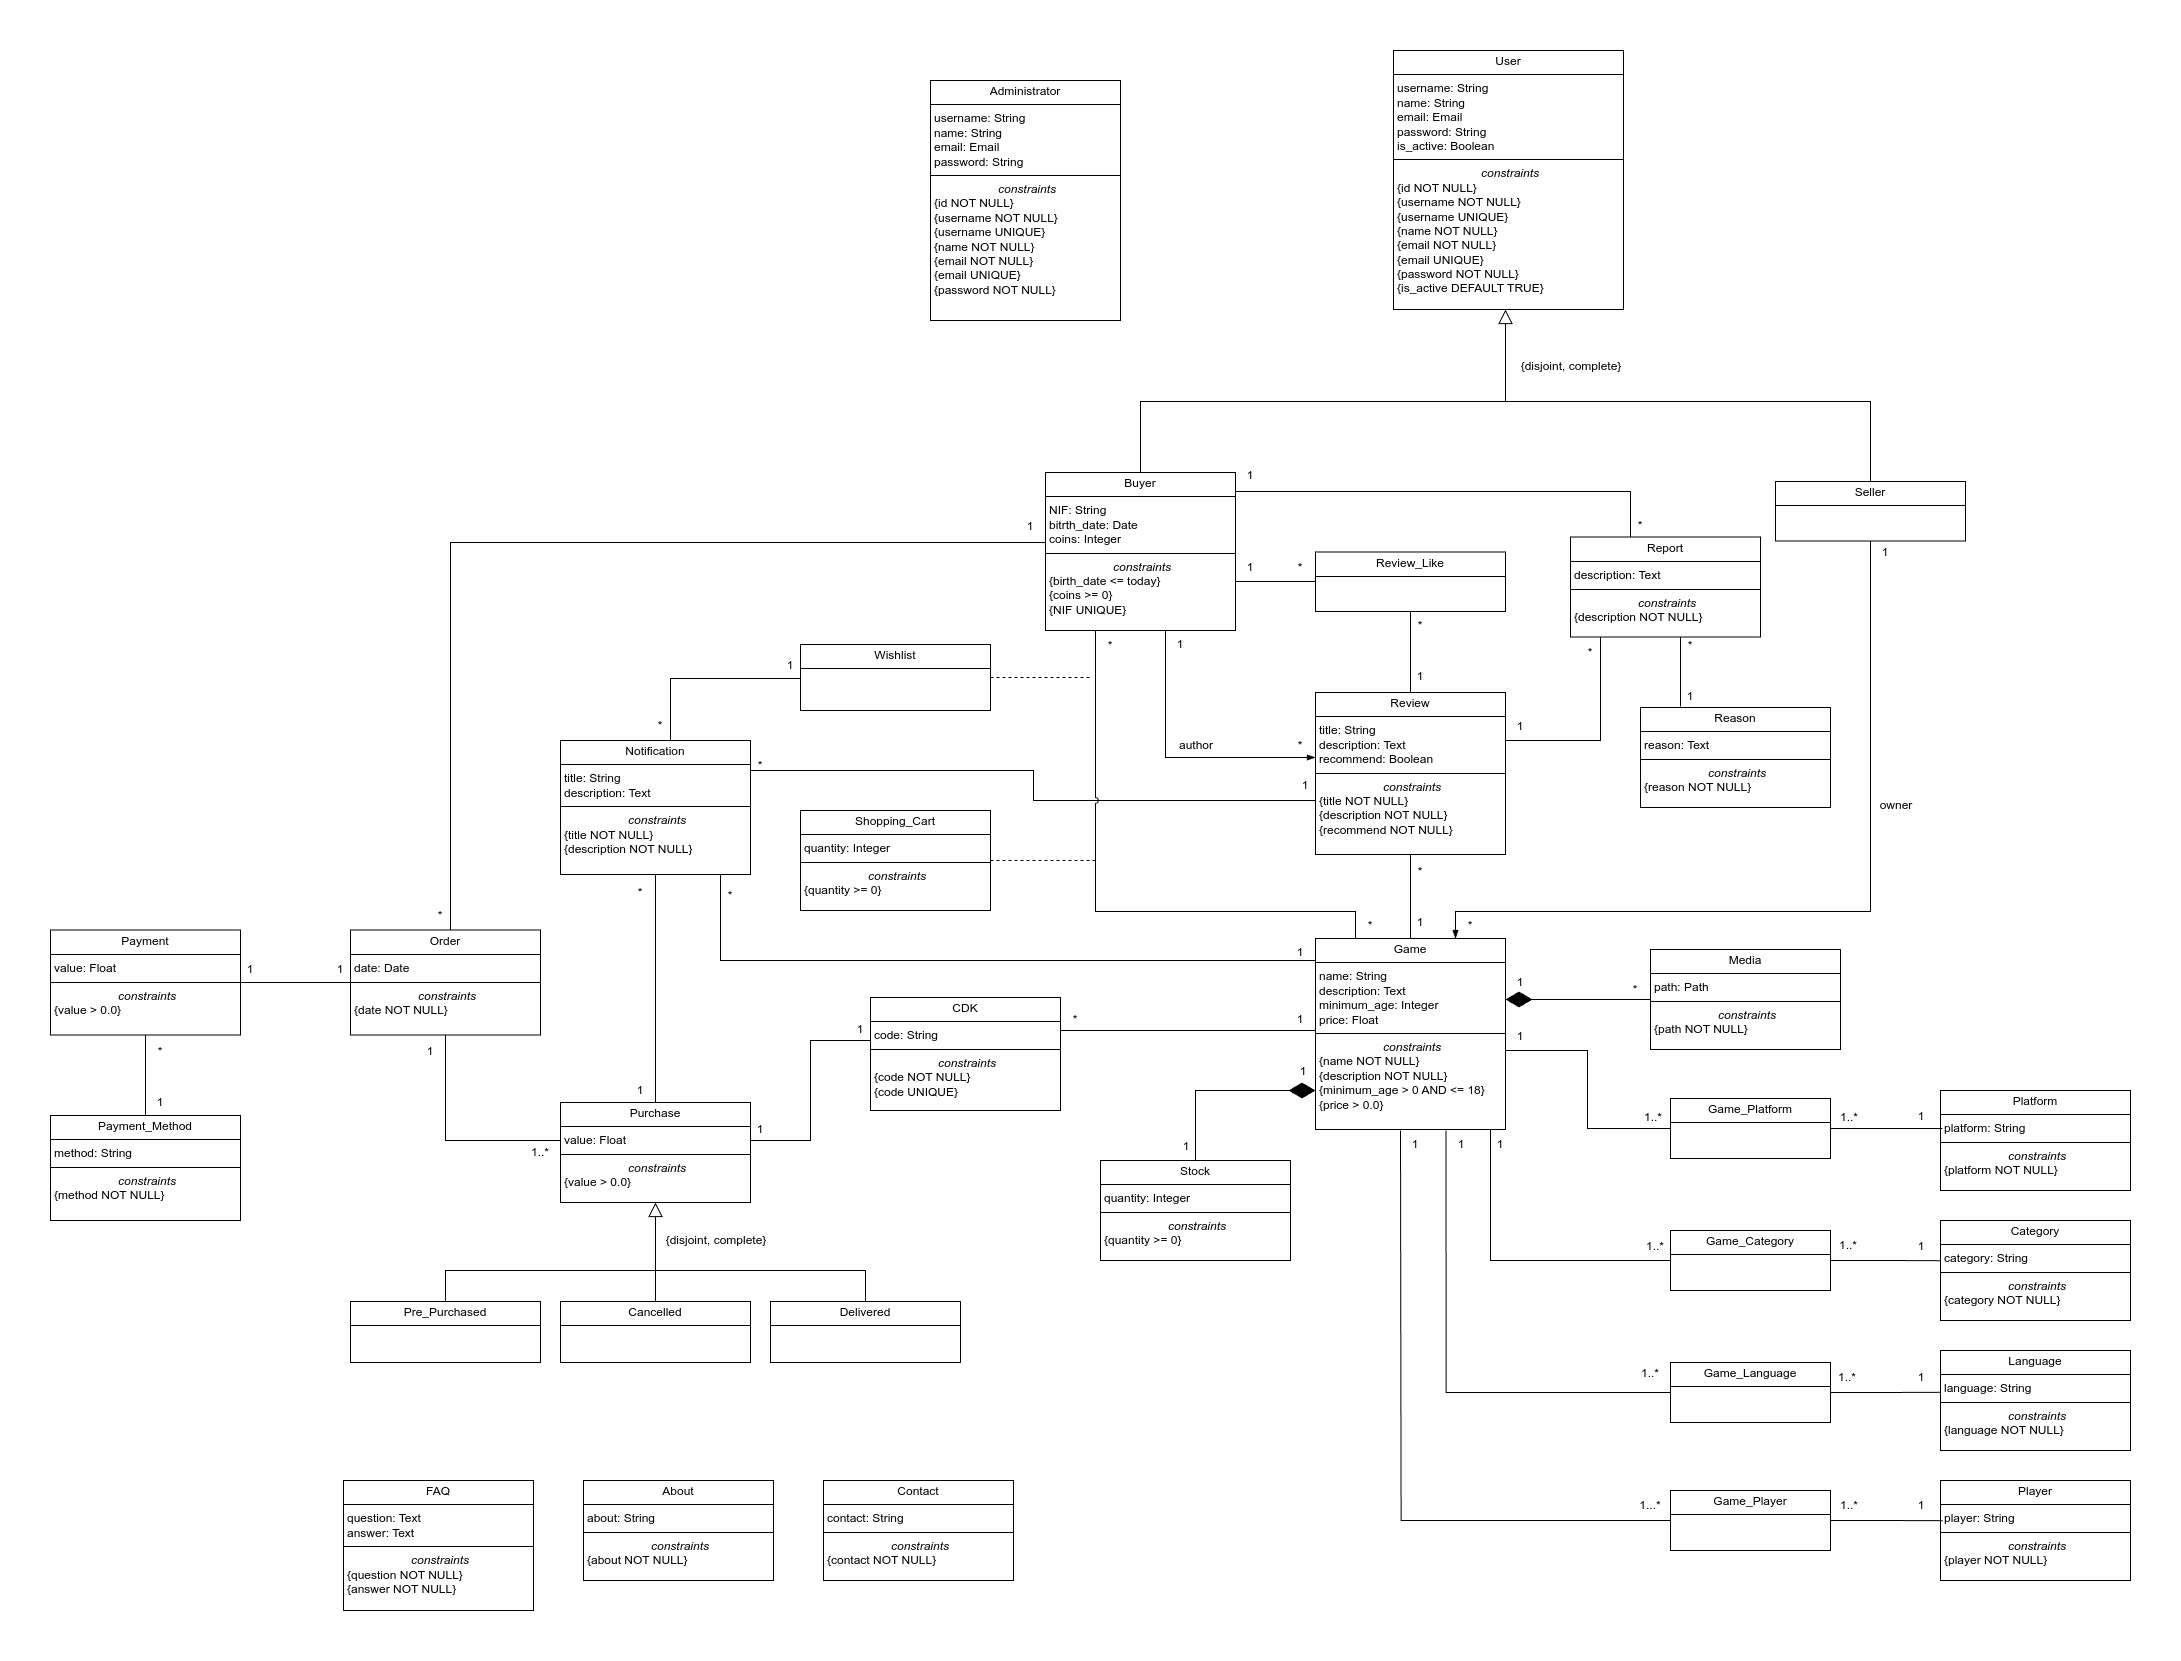 User
username: String
name: String
email: Email
password: String
is_active: Boolean
constraints
{id NOT NULL}
{username NOT NULL}
{username UNIQUE}
{name NOT NULL}
{email NOT NULL}
{email UNIQUE}
{password NOT NULL}
{is_active DEFAULT TRUE}
Administrator
username: String
name: String
email: Email
password: String
constraints
{id NOT NULL}
{username NOT NULL}
{username UNIQUE}
{name NOT NULL}
{email NOT NULL}
{email UNIQUE}
{password NOT NULL}
{disjoint, complete}
Buyer
NIF: String
bitrth_date: Date
coins: Integer
constraints
{birth_date <= today}
{coins >= 0}
{NIF UNIQUE}
1
1
1
*
*
1
Seller
1
owner
*
Report
description: Text
constraints
{description NOT NULL}
*
*
*
Review_Like
*
1
1
Reason
reason: Text
constraints
{reason NOT NULL}
Wishlist
1
*
Review
title: String
description: Text
recommend: Boolean
constraints
{title NOT NULL}
{description NOT NULL}
{recommend NOT NULL}
author
*
1
1
*
Notification
title: String
description: Text
constraints
{title NOT NULL}
{description NOT NULL}
*
*
*
Shopping_Cart
quantity: Integer
constraints
{quantity >= 0}
Payment
value: Float
constraints
{value > 0.0}
1
1
*
1
*
Order
date: Date
constraints
{date NOT NULL}
1
1..*
Payment_Method
method: String
constraints
{method NOT NULL}
*
1
*
1
Game
name: String
description: Text
minimum_age: Integer
price: Float
constraints
{name NOT NULL}
{description NOT NULL}
{minimum_age > 0 AND <= 18}
{price > 0.0}
1
*
Media
path: Path
constraints
{path NOT NULL}
CDK
code: String
constraints
{code NOT NULL}
{code UNIQUE}
*
1
1
1
1
Purchase
value: Float
constraints
{value > 0.0}
{disjoint, complete}
Pre_Purchased
Cancelled
Delivered
1
1
Stock
quantity: Integer
constraints
{quantity >= 0}
1
1
1
1
1..*
Game_Platform
1..*
1
Platform
platform: String
constraints
{platform NOT NULL}
1..*
Game_Category
1..*
1
Category
category: String
constraints
{category NOT NULL}
1..*
Game_Language
1..*
1
Language
language: String
constraints
{language NOT NULL}
1...*
Game_Player
1..*
1
Player
player: String
constraints
{player NOT NULL}
FAQ
question: Text
answer: Text
constraints
{question NOT NULL}
{answer NOT NULL}
About
about: String
constraints
{about NOT NULL}
Contact
contact: String
constraints
{contact NOT NULL}